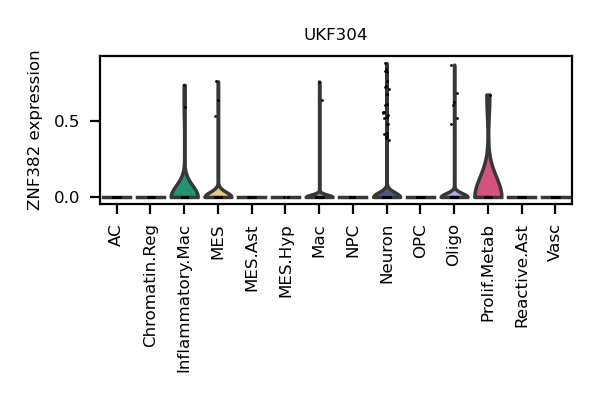 UKF304
ZNF382 expression
0.5
0.0
AC
Chromatin.Reg
Inflammatory.Mac
MES
MES.Ast
MES.Hyp
Mac
NPC
Neuron
OPC
Oligo
Prolif.Metab
Reactive.Ast
Vasc